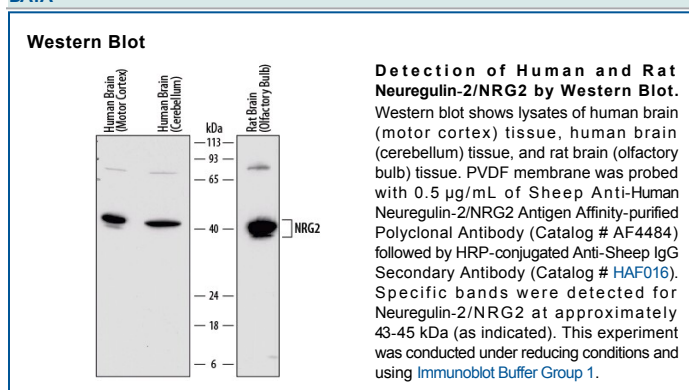 Western Blot
Human Brain
(Motor Cortex)
Human Brain
(Cerebellum)
kDa
Rat Brain
(Olfactory Bulb)
113
93
65
40
NRG2
24
18
6
Detection of Human and Rat
Neuregulin-2/NRG2 by Western Blot.
Western blot shows lysates of human brain
(motor cortex) tissue, human brain
(cerebellum) tissue, and rat brain (olfactory
bulb) tissue. PVDF membrane was probed
with 0.5 µg/mL of Sheep Anti-Human
Neuregulin-2/NRG2 Antigen Affinity-purified
Polyclonal Antibody (Catalog # AF4484)
followed by HRP-conjugated Anti-Sheep IgG
Secondary Antibody (Catalog # HAF016).
Specific bands were detected for
Neuregulin-2/NRG2 at approximately
43-45 kDa (as indicated). This experiment
was conducted under reducing conditions and
using Immunoblot Buffer Group 1.